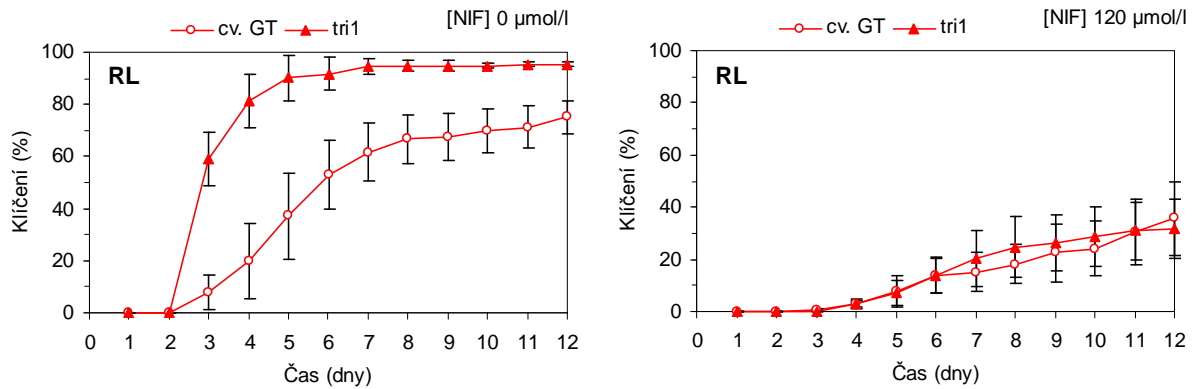 [NIF] 0 µmol/l
cv. GT tri1
RL
Klíčení (%)
100
80
60
40
20
0
0 1 2 3 4 5 6 7 8 9 10 11 12
Čas (dny)
[NIF] 120 µmol/l
cv. GT tri1
RL
Klíčení (%)
100
80
60
40
20
0
0 1 2 3 4 5 6 7 8 9 10 11 12
Čas (dny)